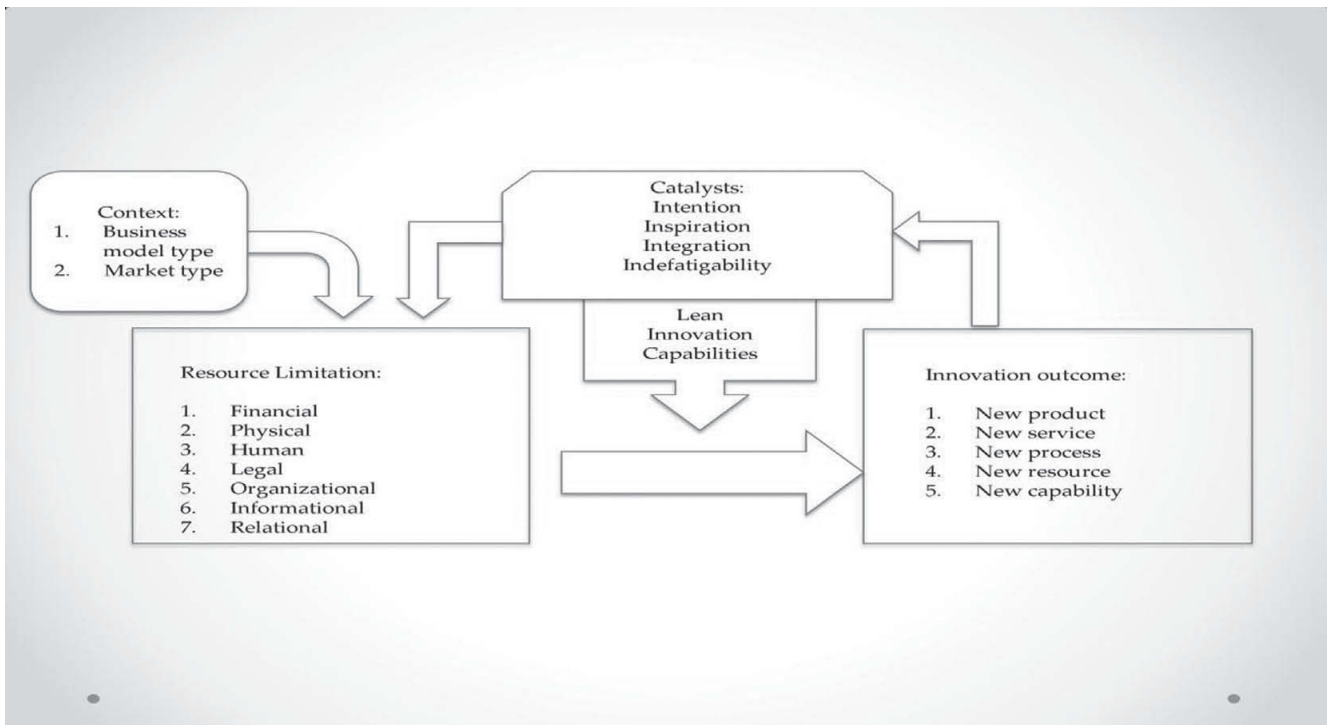 Context:
1. Business
model type
2. Market type
Catalysts:
Intention
Inspiration
Integration
Indefatigability
Lean
Innovation
Capabilities
Resource Limitation:
1. Financial
2. Physical
3. Human
4. Legal
5. Organizational
6. Informational
7. Relational
Innovation outcome:
1. New product
2. New service
3. New process
4. New resource
5. New capability